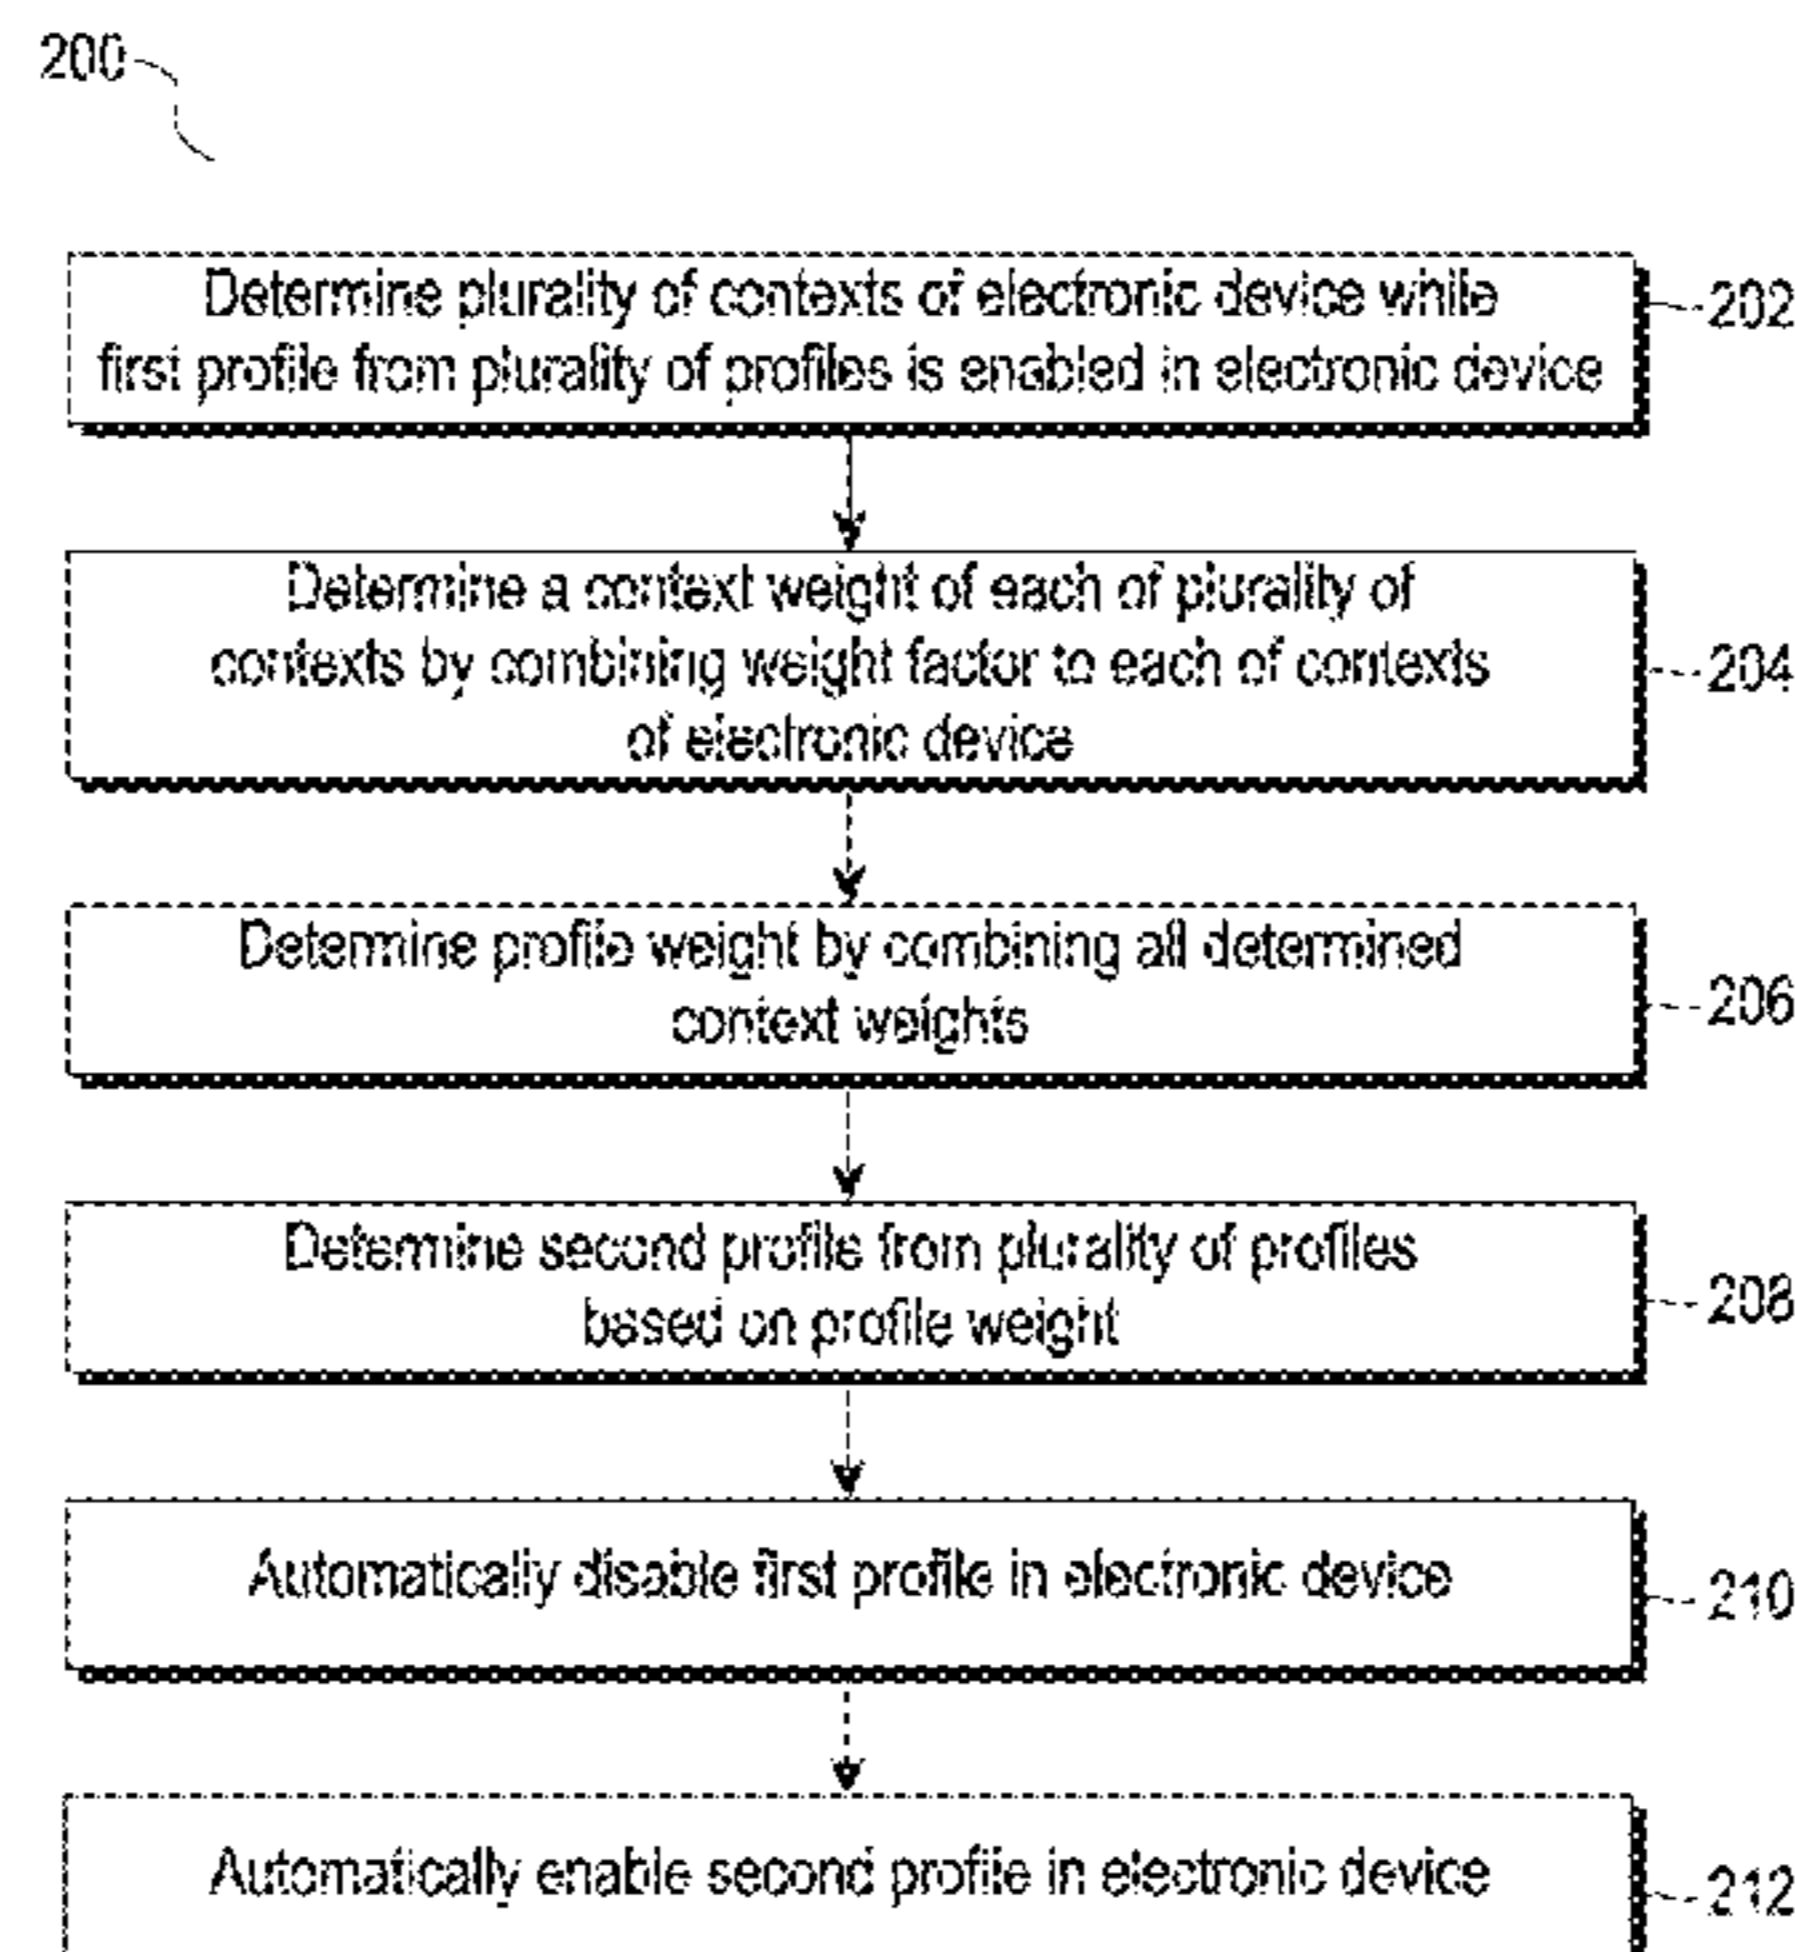 200
Determine plurality of contexts of electronic device while
first profile from plurality of profiles is enabled in electronic device
202
Determine a context weight of each of plurality of
contexts by combining weight factor to each of contexts
of electronic device
204
Determine profile weight by combining all determined
context weights
206
Determine second profile from plurality of profiles
based on profile weight
208
Automatically disable first profile in electronic device
210
Automatically enable second profile in electronic device
212